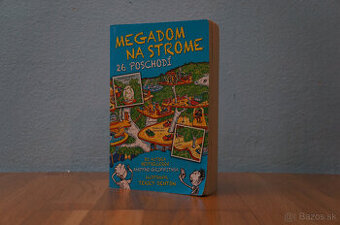 MEGADOM
NA STROME
26 POSCHODÍ
ANDY GRIFFITHS
TERRY DENTON
© Bazos.sk